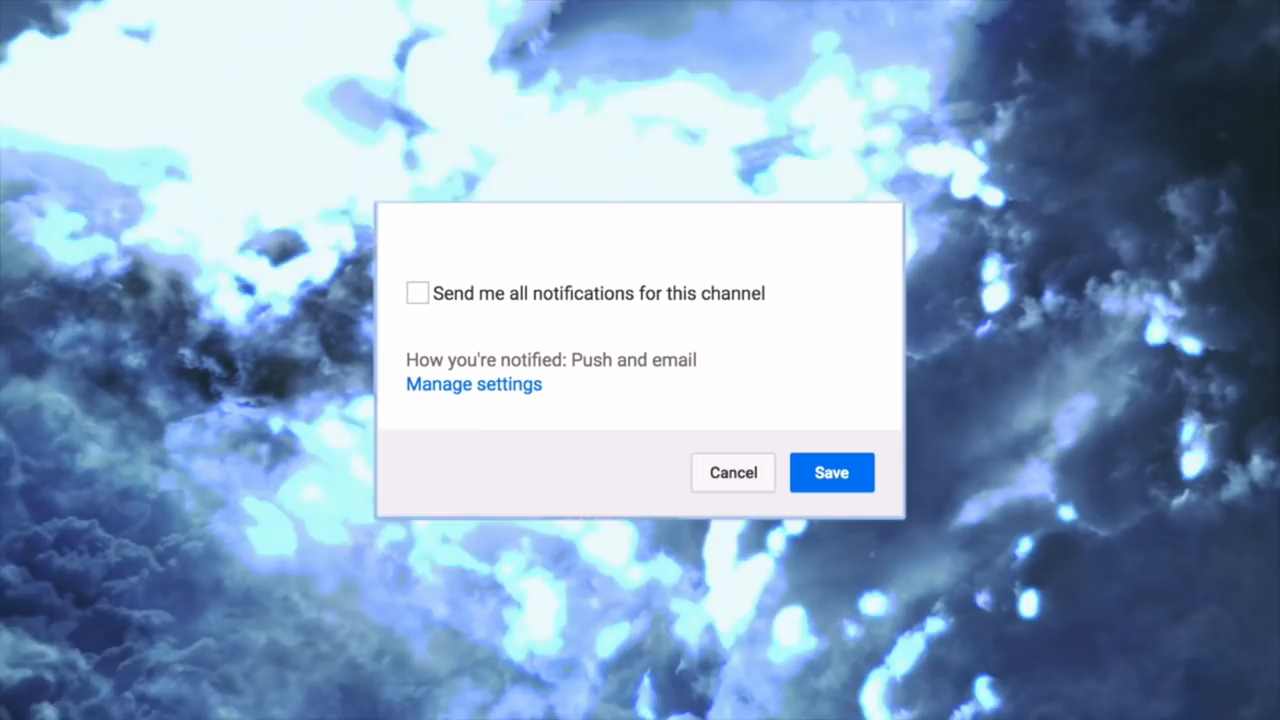 Send me all notifications for this channel
How you're notified: Push and email
Manage settings
Cancel
Save